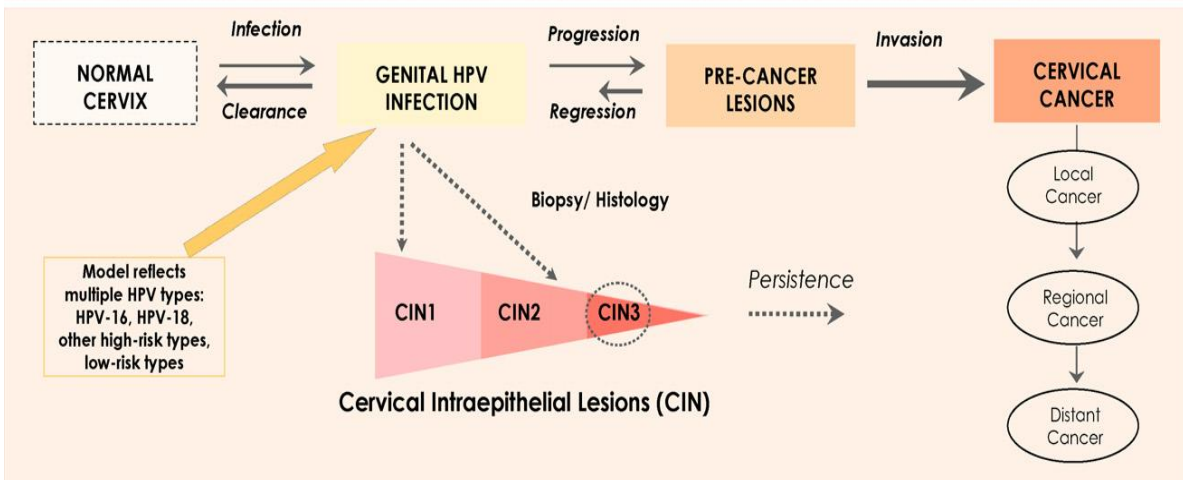 Infection
Clearance
NORMAL
CERVIX
GENITAL HPV
INFECTION
Progression
Regression
PRE-CANCER
LESIONS
Invasion
CERVICAL
CANCER
Local
Cancer
Regional
Cancer
Distant
Cancer
Biopsy/ Histology
Model reflects
multiple HPV types:
HPV-16, HPV-18,
other high-risk types,
low-risk types
CIN1
CIN2
CIN3
Persistence
Cervical Intraepithelial Lesions (CIN)